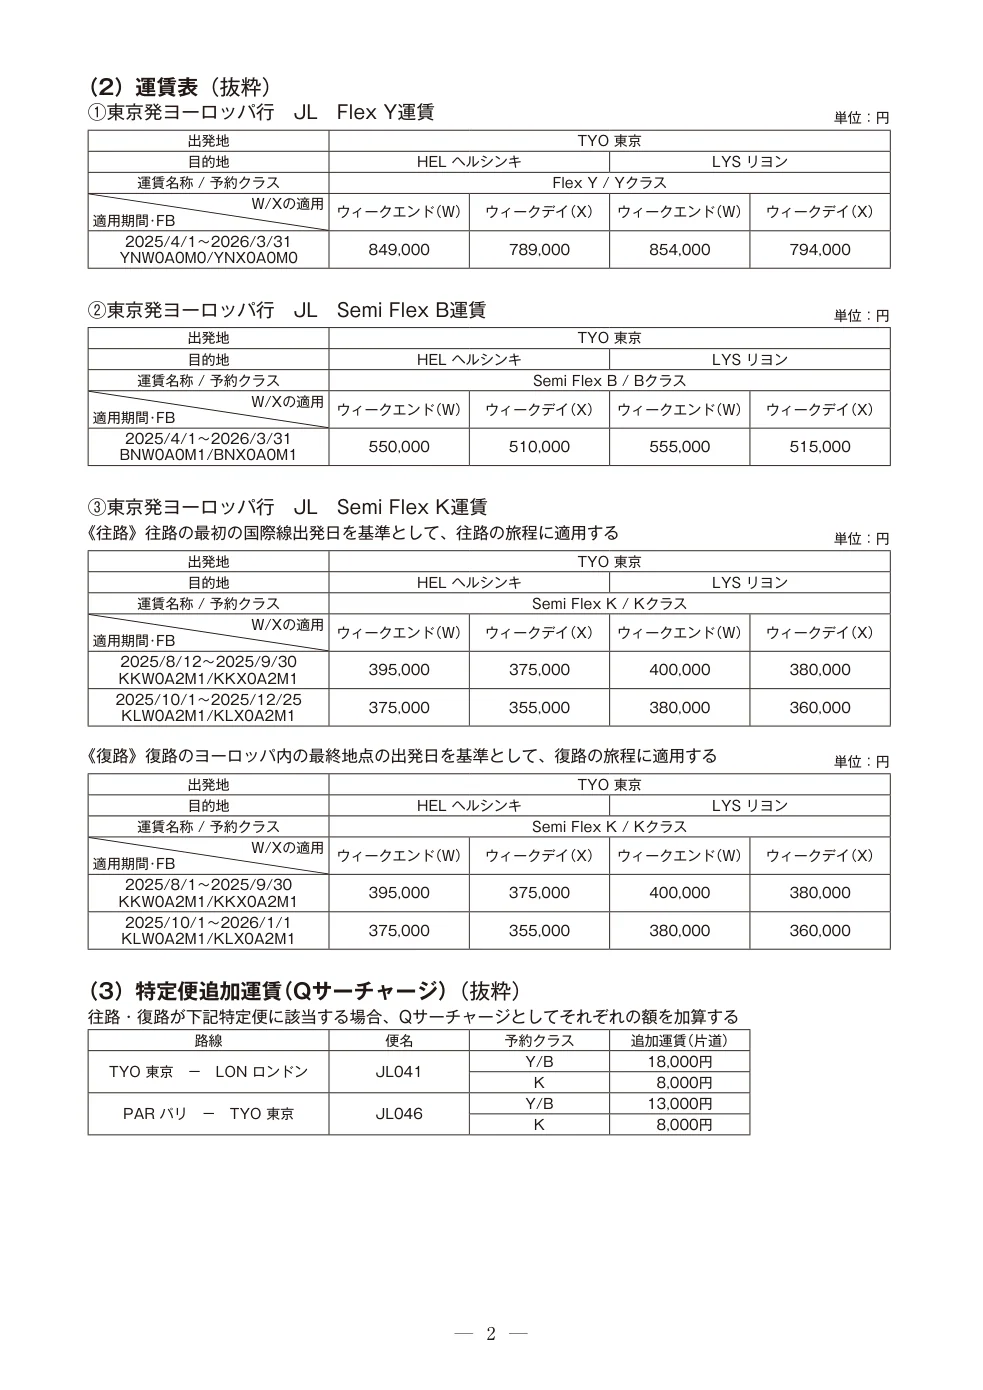 （2）運賃表（抜粋）
①東京発ヨーロッパ行　JL　Flex Y運賃
単位：円
出発地 TYO 東京
目的地 HEL ヘルシンキ LYS リヨン
運賃名称 / 予約クラス Flex Y / Yクラス
W/Xの適用
適用期間・FB
ウィークエンド(W) ウィークデイ(X) ウィークエンド(W) ウィークデイ(X)
2025/4/1～2026/3/31
YNW0A0M0/YNX0A0M0
849,000 789,000 854,000 794,000
②東京発ヨーロッパ行　JL　Semi Flex B運賃
単位：円
出発地 TYO 東京
目的地 HEL ヘルシンキ LYS リヨン
運賃名称 / 予約クラス Semi Flex B / Bクラス
W/Xの適用
適用期間・FB
ウィークエンド(W) ウィークデイ(X) ウィークエンド(W) ウィークデイ(X)
2025/4/1～2026/3/31
BNW0A0M1/BNX0A0M1
550,000 510,000 555,000 515,000
③東京発ヨーロッパ行　JL　Semi Flex K運賃
《往路》往路の最初の国際線出発日を基準として、往路の旅程に適用する
単位：円
出発地 TYO 東京
目的地 HEL ヘルシンキ LYS リヨン
運賃名称 / 予約クラス Semi Flex K / Kクラス
W/Xの適用
適用期間・FB
ウィークエンド(W) ウィークデイ(X) ウィークエンド(W) ウィークデイ(X)
2025/8/12～2025/9/30
KKW0A2M1/KKX0A2M1
395,000 375,000 400,000 380,000
2025/10/1～2025/12/25
KLW0A2M1/KLX0A2M1
375,000 355,000 380,000 360,000
《復路》復路のヨーロッパ内の最終地点の出発日を基準として、復路の旅程に適用する
単位：円
出発地 TYO 東京
目的地 HEL ヘルシンキ LYS リヨン
運賃名称 / 予約クラス Semi Flex K / Kクラス
W/Xの適用
適用期間・FB
ウィークエンド(W) ウィークデイ(X) ウィークエンド(W) ウィークデイ(X)
2025/8/1～2025/9/30
KKW0A2M1/KKX0A2M1
395,000 375,000 400,000 380,000
2025/10/1～2026/1/1
KLW0A2M1/KLX0A2M1
375,000 355,000 380,000 360,000
（3）特定便追加運賃(Qサーチャージ)（抜粋）
往路・復路が下記特定便に該当する場合、Qサーチャージとしてそれぞれの額を加算する
路線 便名 予約クラス 追加運賃(片道)
TYO 東京　－　LON ロンドン JL041
Y/B 18,000円
K 8,000円
PAR パリ　－　TYO 東京 JL046
Y/B 13,000円
K 8,000円
— 2 —